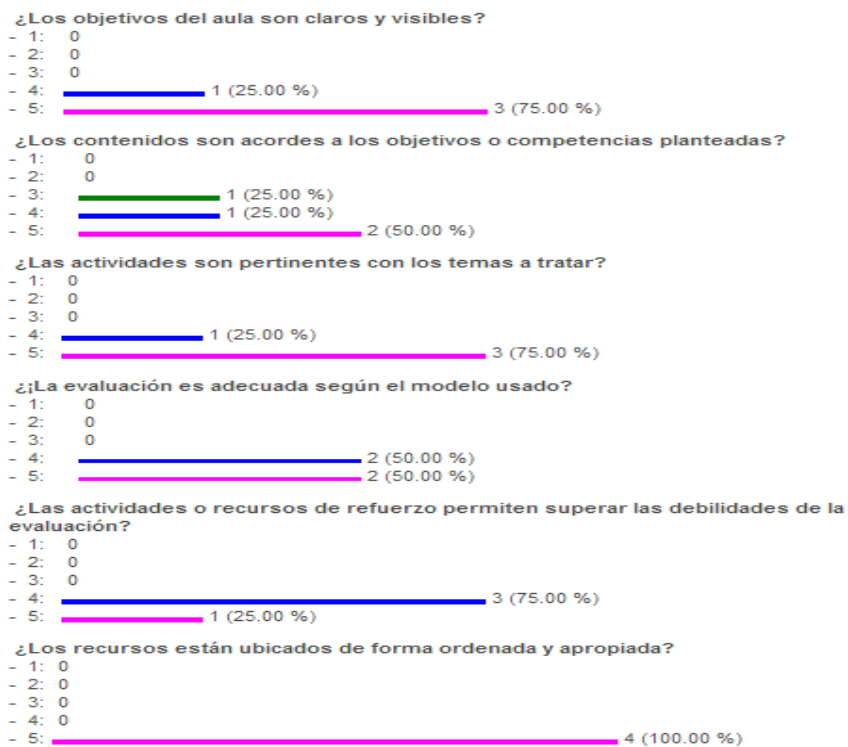 ¿Los objetivos del aula son claros y visibles?
- 1: 0
- 2: 0
- 3: 0
- 4: 1 (25.00 %)
- 5: 3 (75.00 %)
¿Los contenidos son acordes a los objetivos o competencias planteadas?
- 1: 0
- 2: 0
- 3: 1 (25.00 %)
- 4: 1 (25.00 %)
- 5: 2 (50.00 %)
¿Las actividades son pertinentes con los temas a tratar?
- 1: 0
- 2: 0
- 3: 0
- 4: 1 (25.00 %)
- 5: 3 (75.00 %)
¿¡La evaluación es adecuada según el modelo usado?
- 1: 0
- 2: 0
- 3: 0
- 4: 2 (50.00 %)
- 5: 2 (50.00 %)
¿Las actividades o recursos de refuerzo permiten superar las debilidades de la
evaluación?
- 1: 0
- 2: 0
- 3: 0
- 4: 3 (75.00 %)
- 5: 1 (25.00 %)
¿Los recursos están ubicados de forma ordenada y apropiada?
- 1: 0
- 2: 0
- 3: 0
- 4: 0
- 5: 4 (100.00 %)